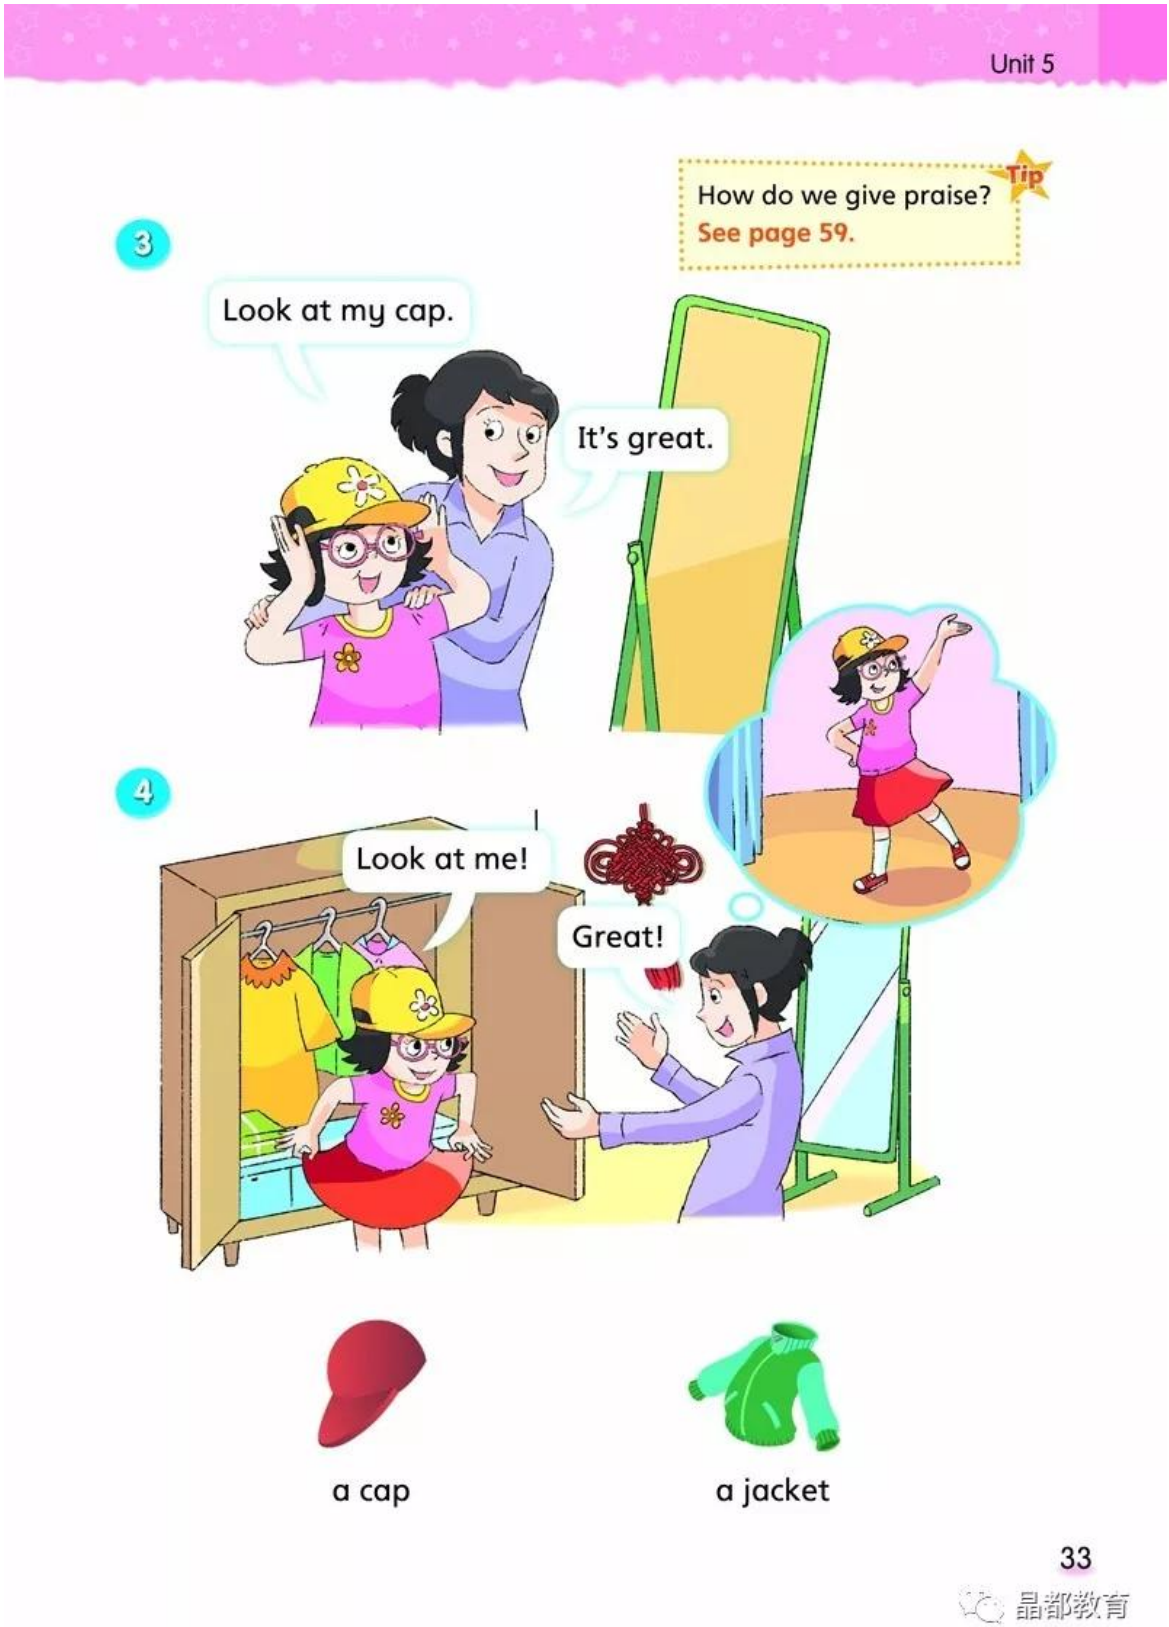 Unit 5
Tip
How do we give praise?
See page 59.
3
Look at my cap.
It's great.
4
Look at me!
Great!
a cap
a jacket
33
晶都教育